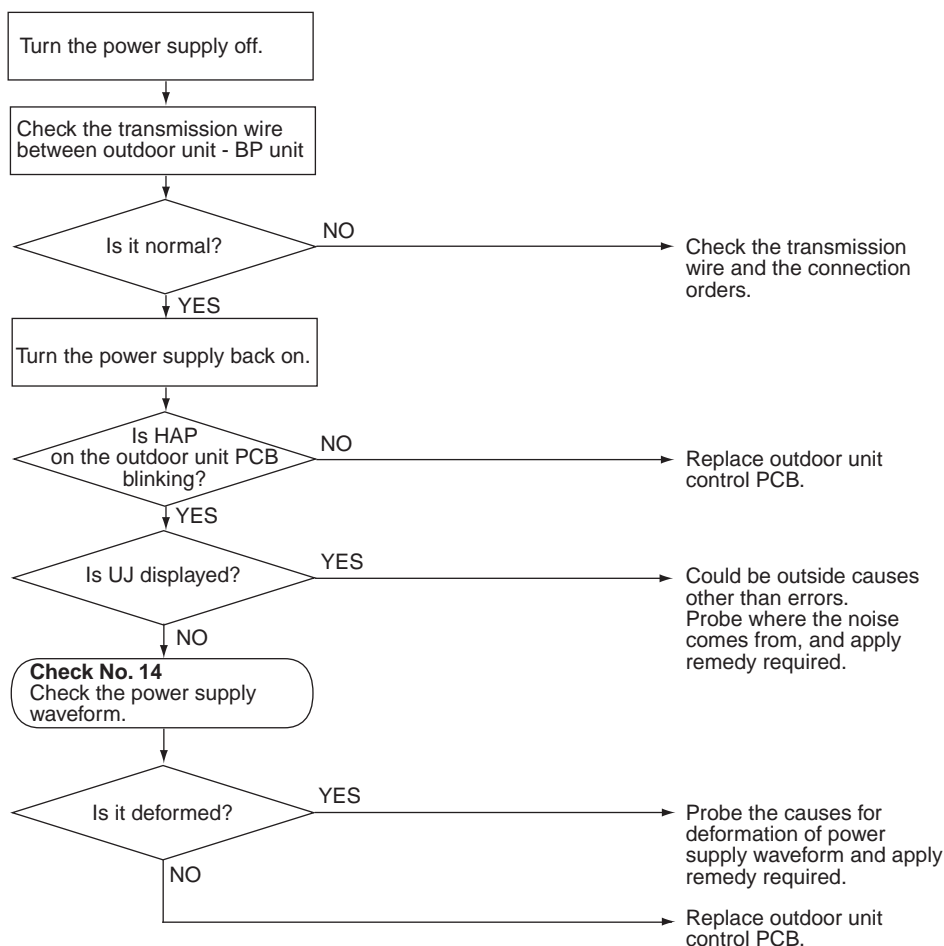 Turn the power supply off.
Check the transmission wire
between outdoor unit - BP unit
Is it normal?
NO
Check the transmission
wire and the connection
orders.
YES
Turn the power supply back on.
Is HAP
on the outdoor unit PCB
blinking?
NO
Replace outdoor unit
control PCB.
YES
Is UJ displayed?
YES
Could be outside causes
other than errors.
Probe where the noise
comes from, and apply
remedy required.
NO
Check No. 14
Check the power supply
waveform.
Is it deformed?
YES
Probe the causes for
deformation of power
supply waveform and apply
remedy required.
NO
Replace outdoor unit
control PCB.